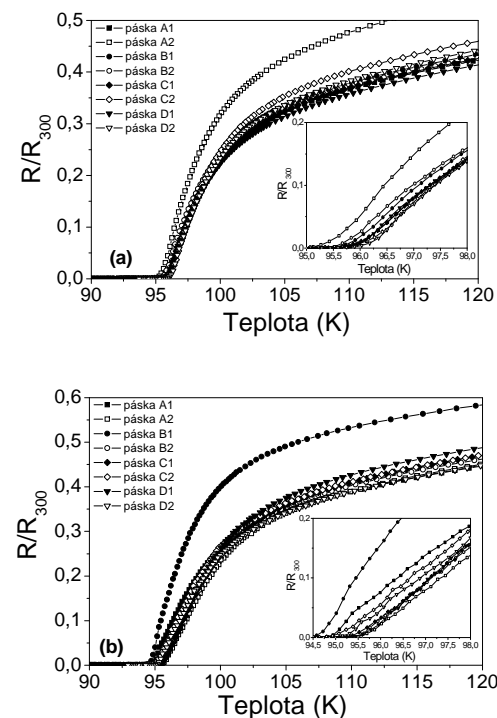 páska A1
páska A2
páska B1
páska B2
páska C1
páska C2
páska D1
páska D2
R/R300
0,5
0,4
0,3
0,2
0,1
0,0
(a)
90 95 100 105 110 115 120
Teplota (K)
R/R300
0,2
0,1
0,0
95,0 95,5 96,0 96,5 97,0 97,5 98,0
Teplota (K)
páska A1
páska A2
páska B1
páska B2
páska C1
páska C2
páska D1
páska D2
R/R300
0,6
0,5
0,4
0,3
0,2
0,1
0,0
(b)
90 95 100 105 110 115 120
Teplota (K)
R/R300
0,2
0,1
0,0
94,5 95,0 95,5 96,0 96,5 97,0 97,5 98,0
Teplota (K)